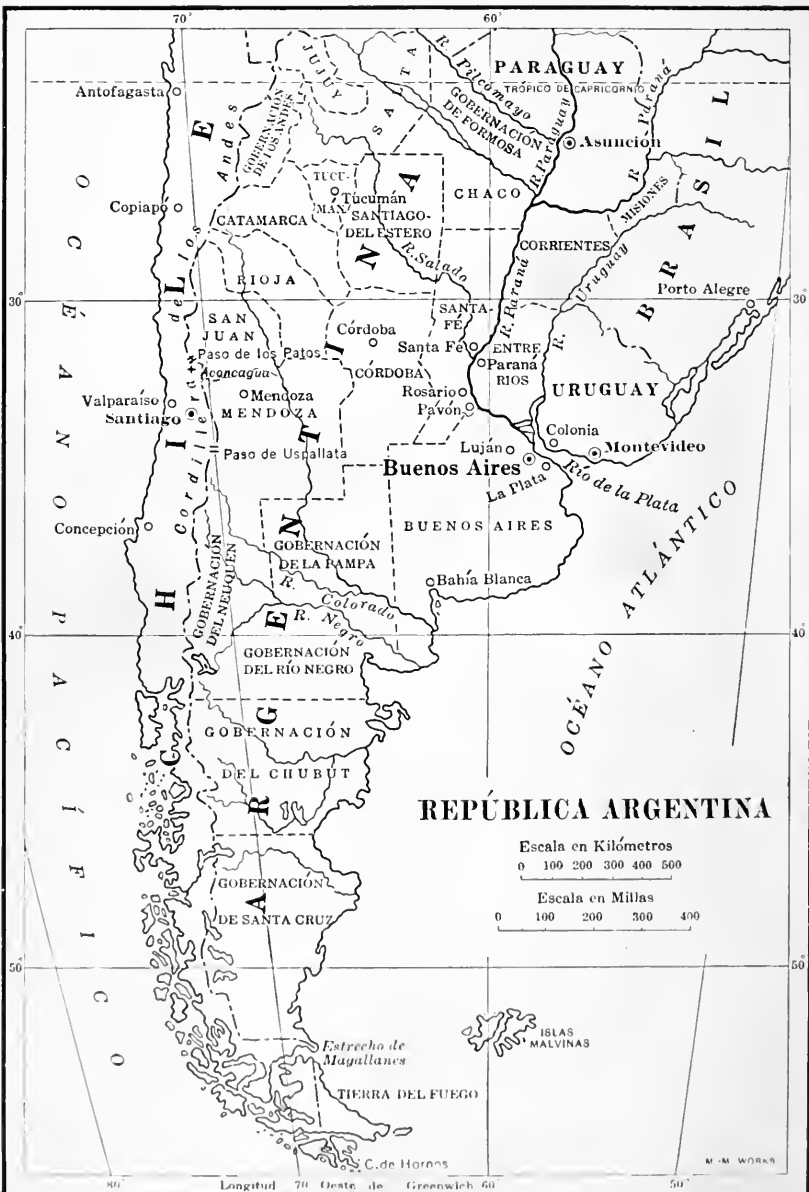 70°
60°
JUJUY
SALTA
R. Pilcomayo
PARAGUAY
TRÓPICO DE CAPRICORNIO
R. Paraná
Antofagasta
GOBERNACIÓN
DE LOS ANDES
GOBERNACIÓN
DE FORMOSA
R. Paraguay
Asunción
BRASIL
Copiapó
TUCU-
MÁN
Tucumán
CATAMARCA
SANTIAGO-
DEL ESTERO
CHACO
MISIONES
CORRIENTES
R. Salado
R. Paraná
R. Uruguay
RIOJA
Porto Alegre
30°
30°
SAN
JUAN
SANTA
FÉ
Córdoba
Santa Fé
ENTRE
RIOS
Paraná
Paso de los Patos
Aconcagua
CÓRDOBA
URUGUAY
Valparaíso
Mendoza
Rosario
Santiago
MENDOZA
Pavón
Colonia
Luján
Montevideo
Paso de Uspallata
Buenos Aires
La Plata
Río de la Plata
Cordillera de los Andes
Concepción
BUENOS AIRES
GOBERNACIÓN
DE LA PAMPA
GOBERNACIÓN
DEL NEUQUEN
Bahía Blanca
R. Colorado
R. Negro
40°
40°
GOBERNACIÓN
DEL RÍO NEGRO
OCÉANO ATLÁNTICO
OCÉANO PACÍFICO
CHILE
ARGENTINA
GOBERNACIÓN
DEL CHUBUT
REPÚBLICA ARGENTINA
Escala en Kilómetros
0 100 200 300 400 500
Escala en Millas
0 100 200 300 400
GOBERNACIÓN
DE SANTA CRUZ
50°
50°
ISLAS
MALVINAS
Estrecho de
Magallanes
TIERRA DEL FUEGO
C. de Hornos
M.-M. WORKS
80° Longitud 70 Oeste de Greenwich 60° 50°